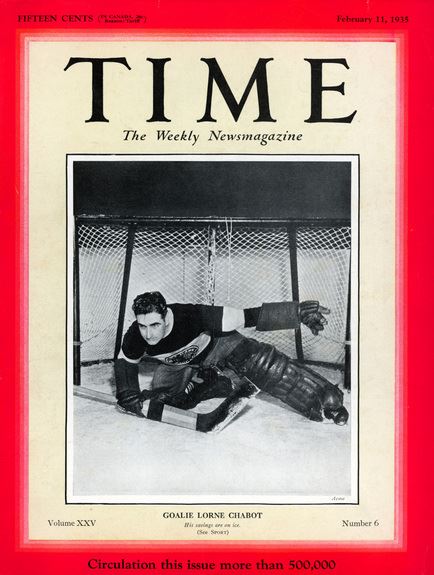 FIFTEEN CENTS
February 11, 1935
TIME
The Weekly Newsmagazine
Acme
GOALIE LORNE CHABOT
His savings are on ice.
(See SPORT)
Volume XXV
Number 6
Circulation this issue more than 500,000